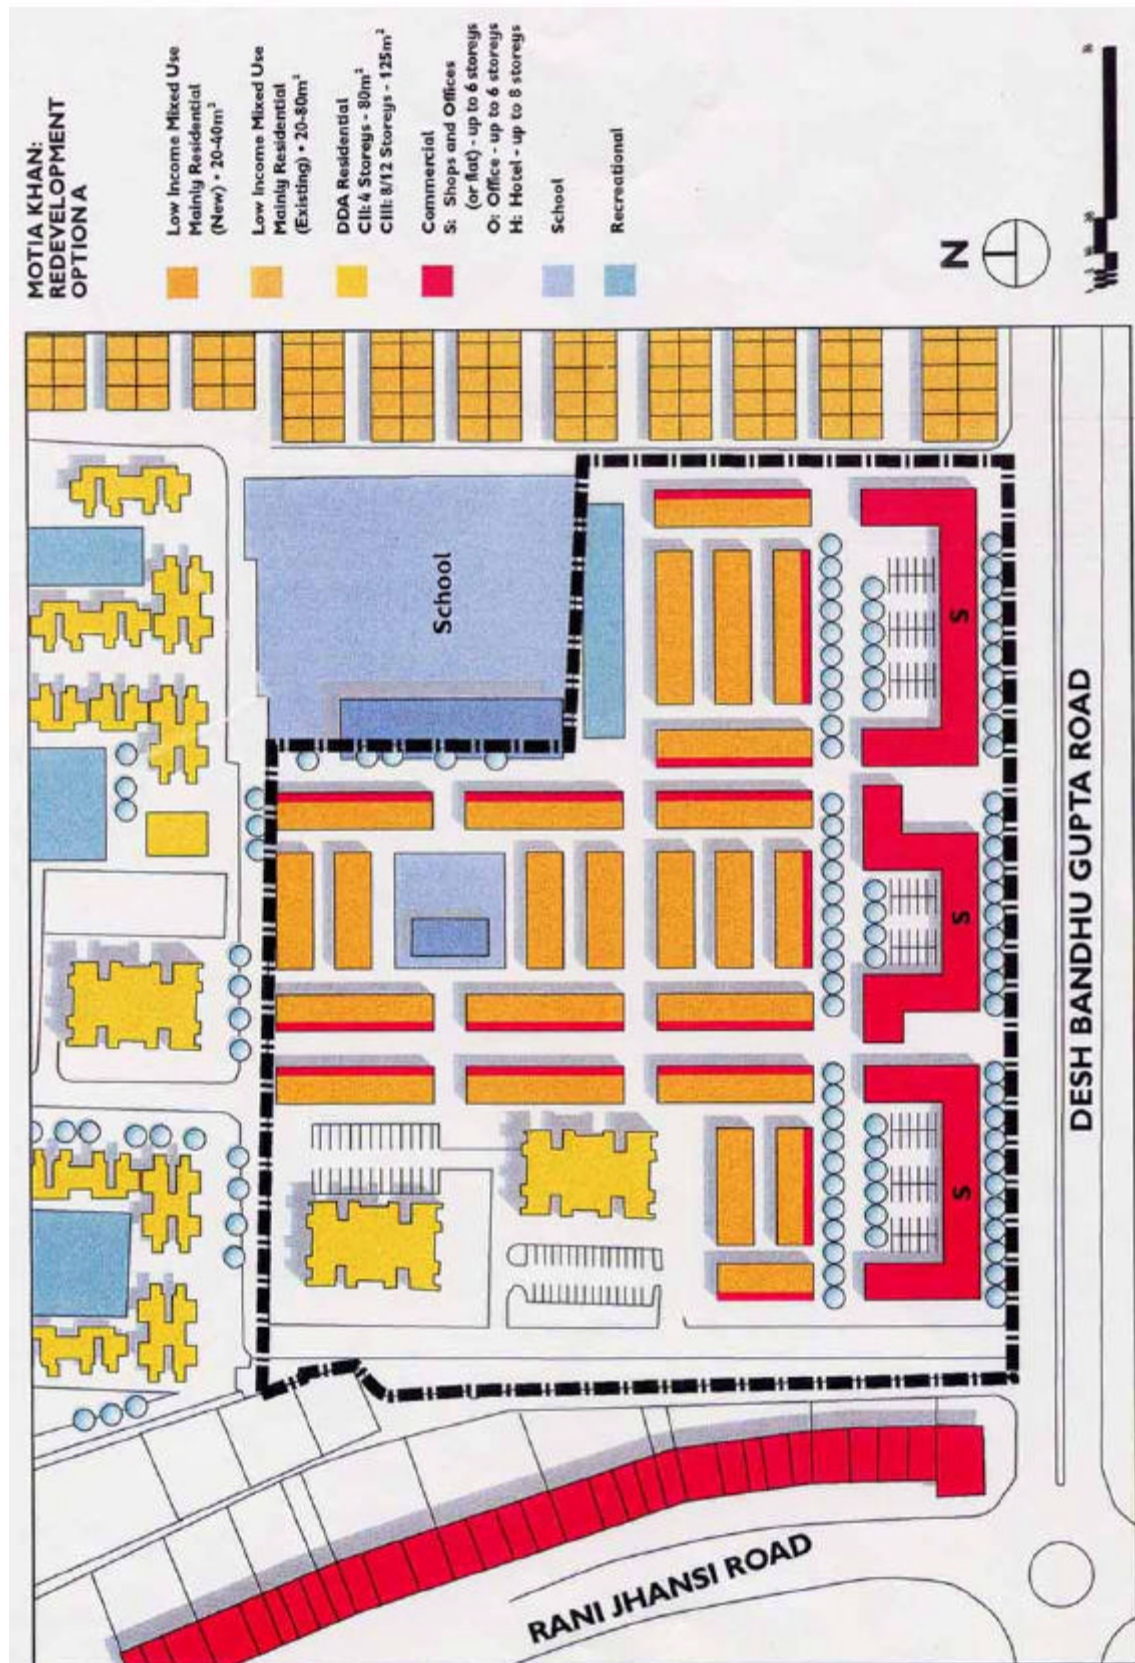 MOTIA KHAN:
REDEVELOPMENT
OPTION A
Low Income Mixed Use
Mainly Residential
(New) • 20-40m²
Low Income Mixed Use
Mainly Residential
(Existing) • 20-80m²
DDA Residential
CII: 4 Storeys - 80m²
CIII: 8/12 Storeys - 125m²
Commercial
S: Shops and Offices
(or flat) - up to 6 storeys
O: Office - up to 6 storeys
H: Hotel - up to 8 storeys
School
Recreational
N
School
S
S
S
DESH BANDHU GUPTA ROAD
RANI JHANSI ROAD